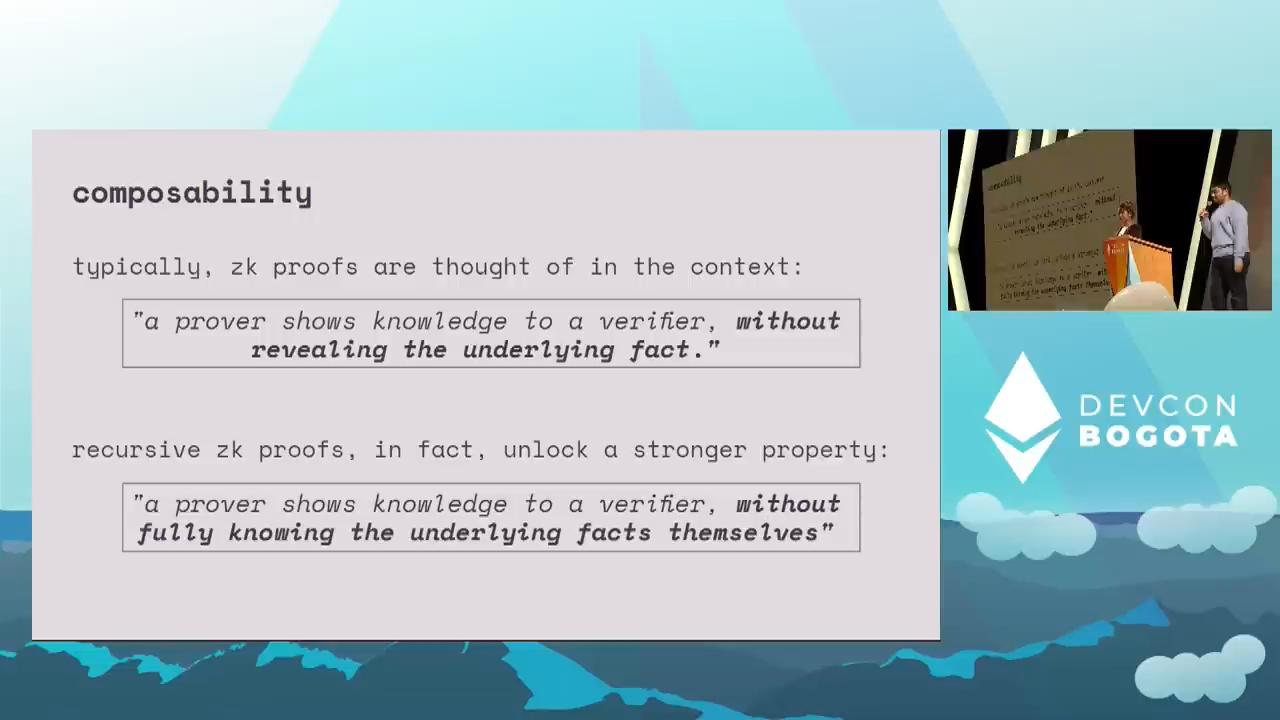 composability
typically, zk proofs are thought of in the context:
"a prover shows knowledge to a verifier, without
revealing the underlying fact."
recursive zk proofs, in fact, unlock a stronger property:
"a prover shows knowledge to a verifier, without
fully knowing the underlying facts themselves"
DEVCON
BOGOTA